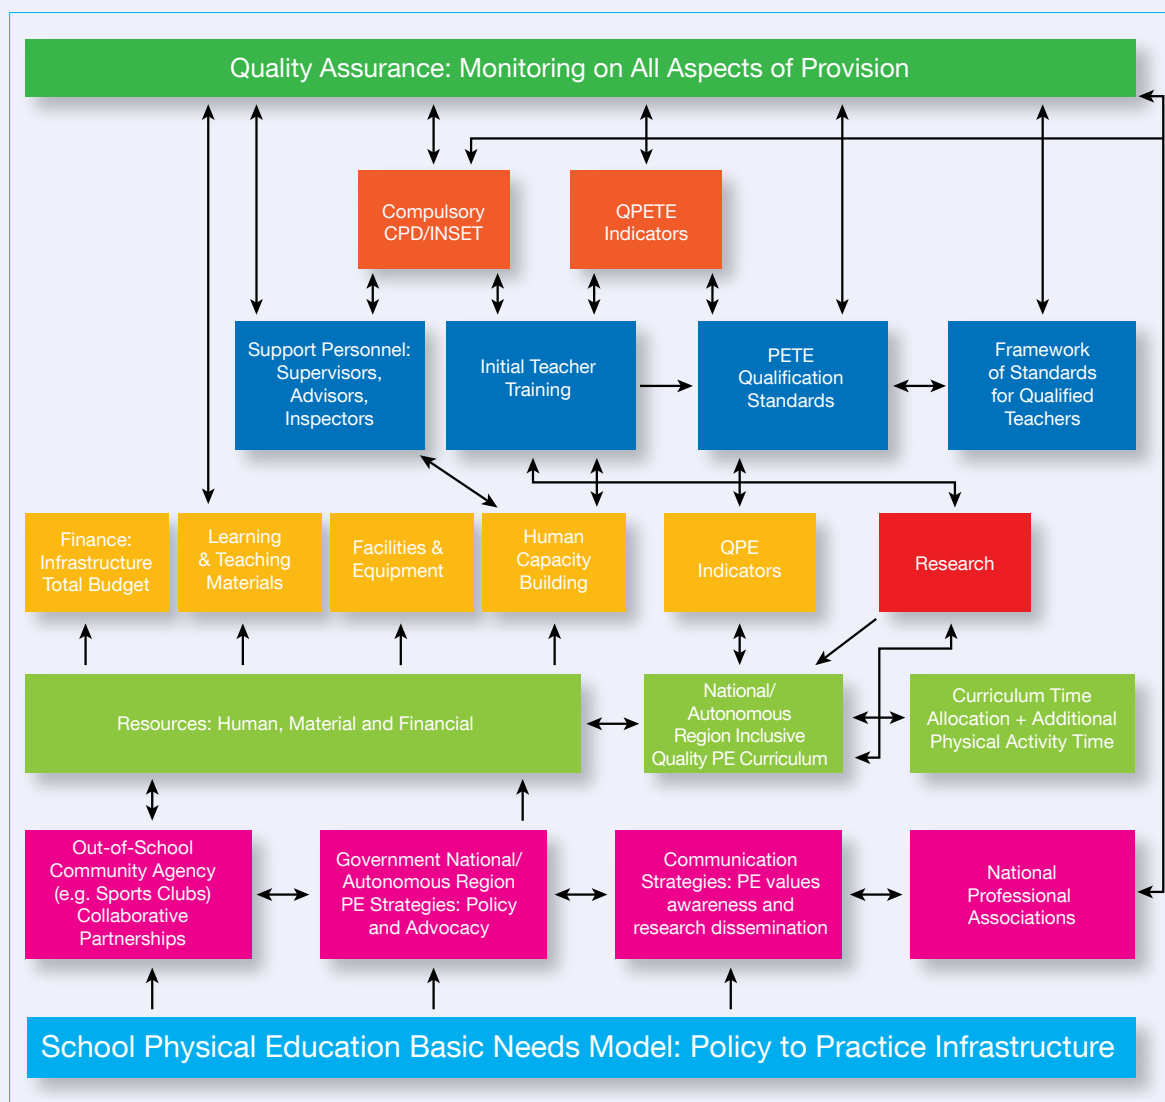 Quality Assurance: Monitoring on All Aspects of Provision
Compulsory
CPD/INSET
QPETE
Indicators
Support Personnel:
Supervisors,
Advisors,
Inspectors
Initial Teacher
Training
PETE
Qualification
Standards
Framework
of Standards
for Qualified
Teachers
Finance:
Infrastructure
Total Budget
Learning
& Teaching
Materials
Facilities &
Equipment
Human
Capacity
Building
QPE
Indicators
Research
Resources: Human, Material and Financial
National/
Autonomous
Region Inclusive
Quality PE Curriculum
Curriculum Time
Allocation + Additional
Physical Activity Time
Out-of-School
Community Agency
(e.g. Sports Clubs)
Collaborative
Partnerships
Government National/
Autonomous Region
PE Strategies: Policy
and Advocacy
Communication
Strategies: PE values
awareness and
research dissemination
National
Professional
Associations
School Physical Education Basic Needs Model: Policy to Practice Infrastructure